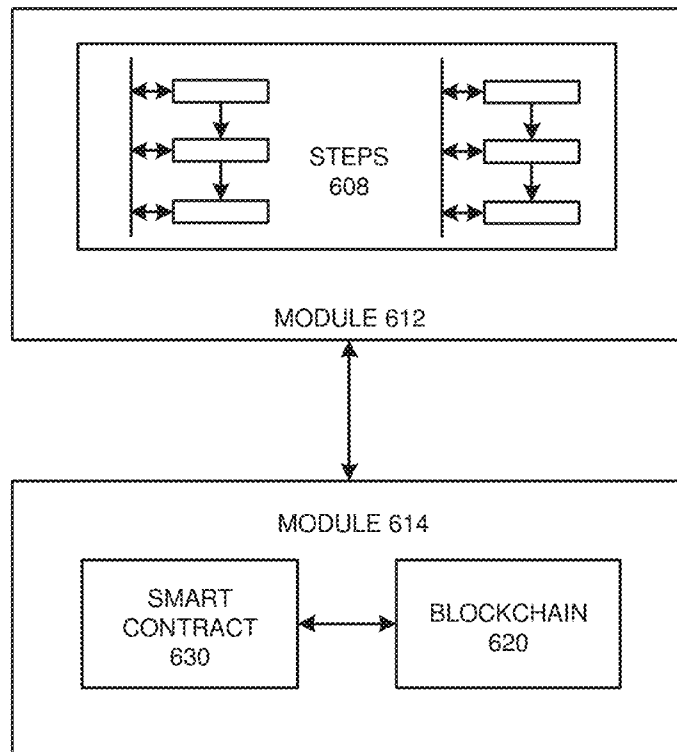 STEPS
608
MODULE 612
MODULE 614
SMART
CONTRACT
630
BLOCKCHAIN
620